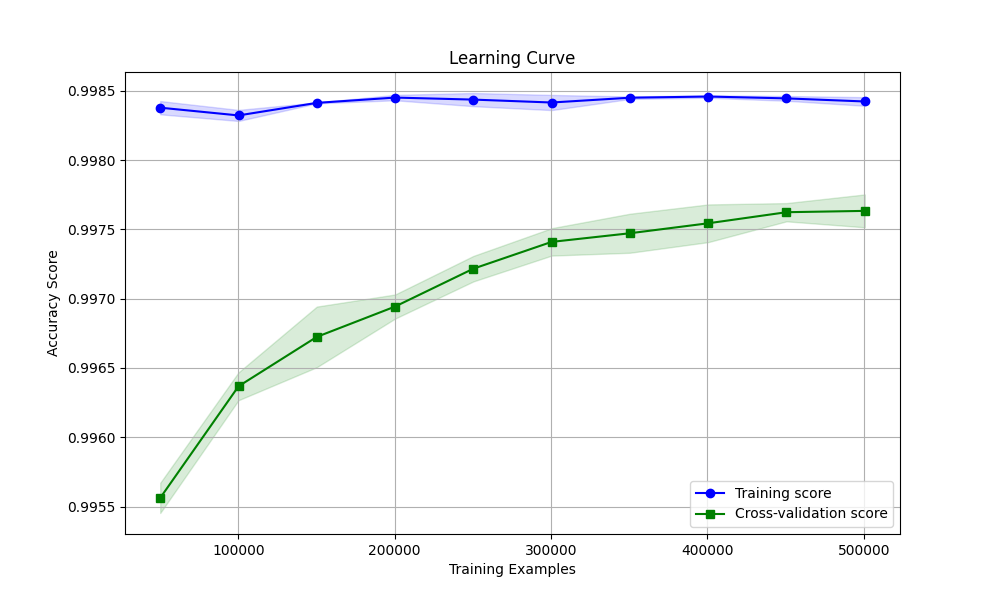 Learning Curve
0.9985
0.9980
0.9975
0.9970
0.9965
0.9960
0.9955
Accuracy Score
Training score
Cross-validation score
100000 200000 300000 400000 500000
Training Examples